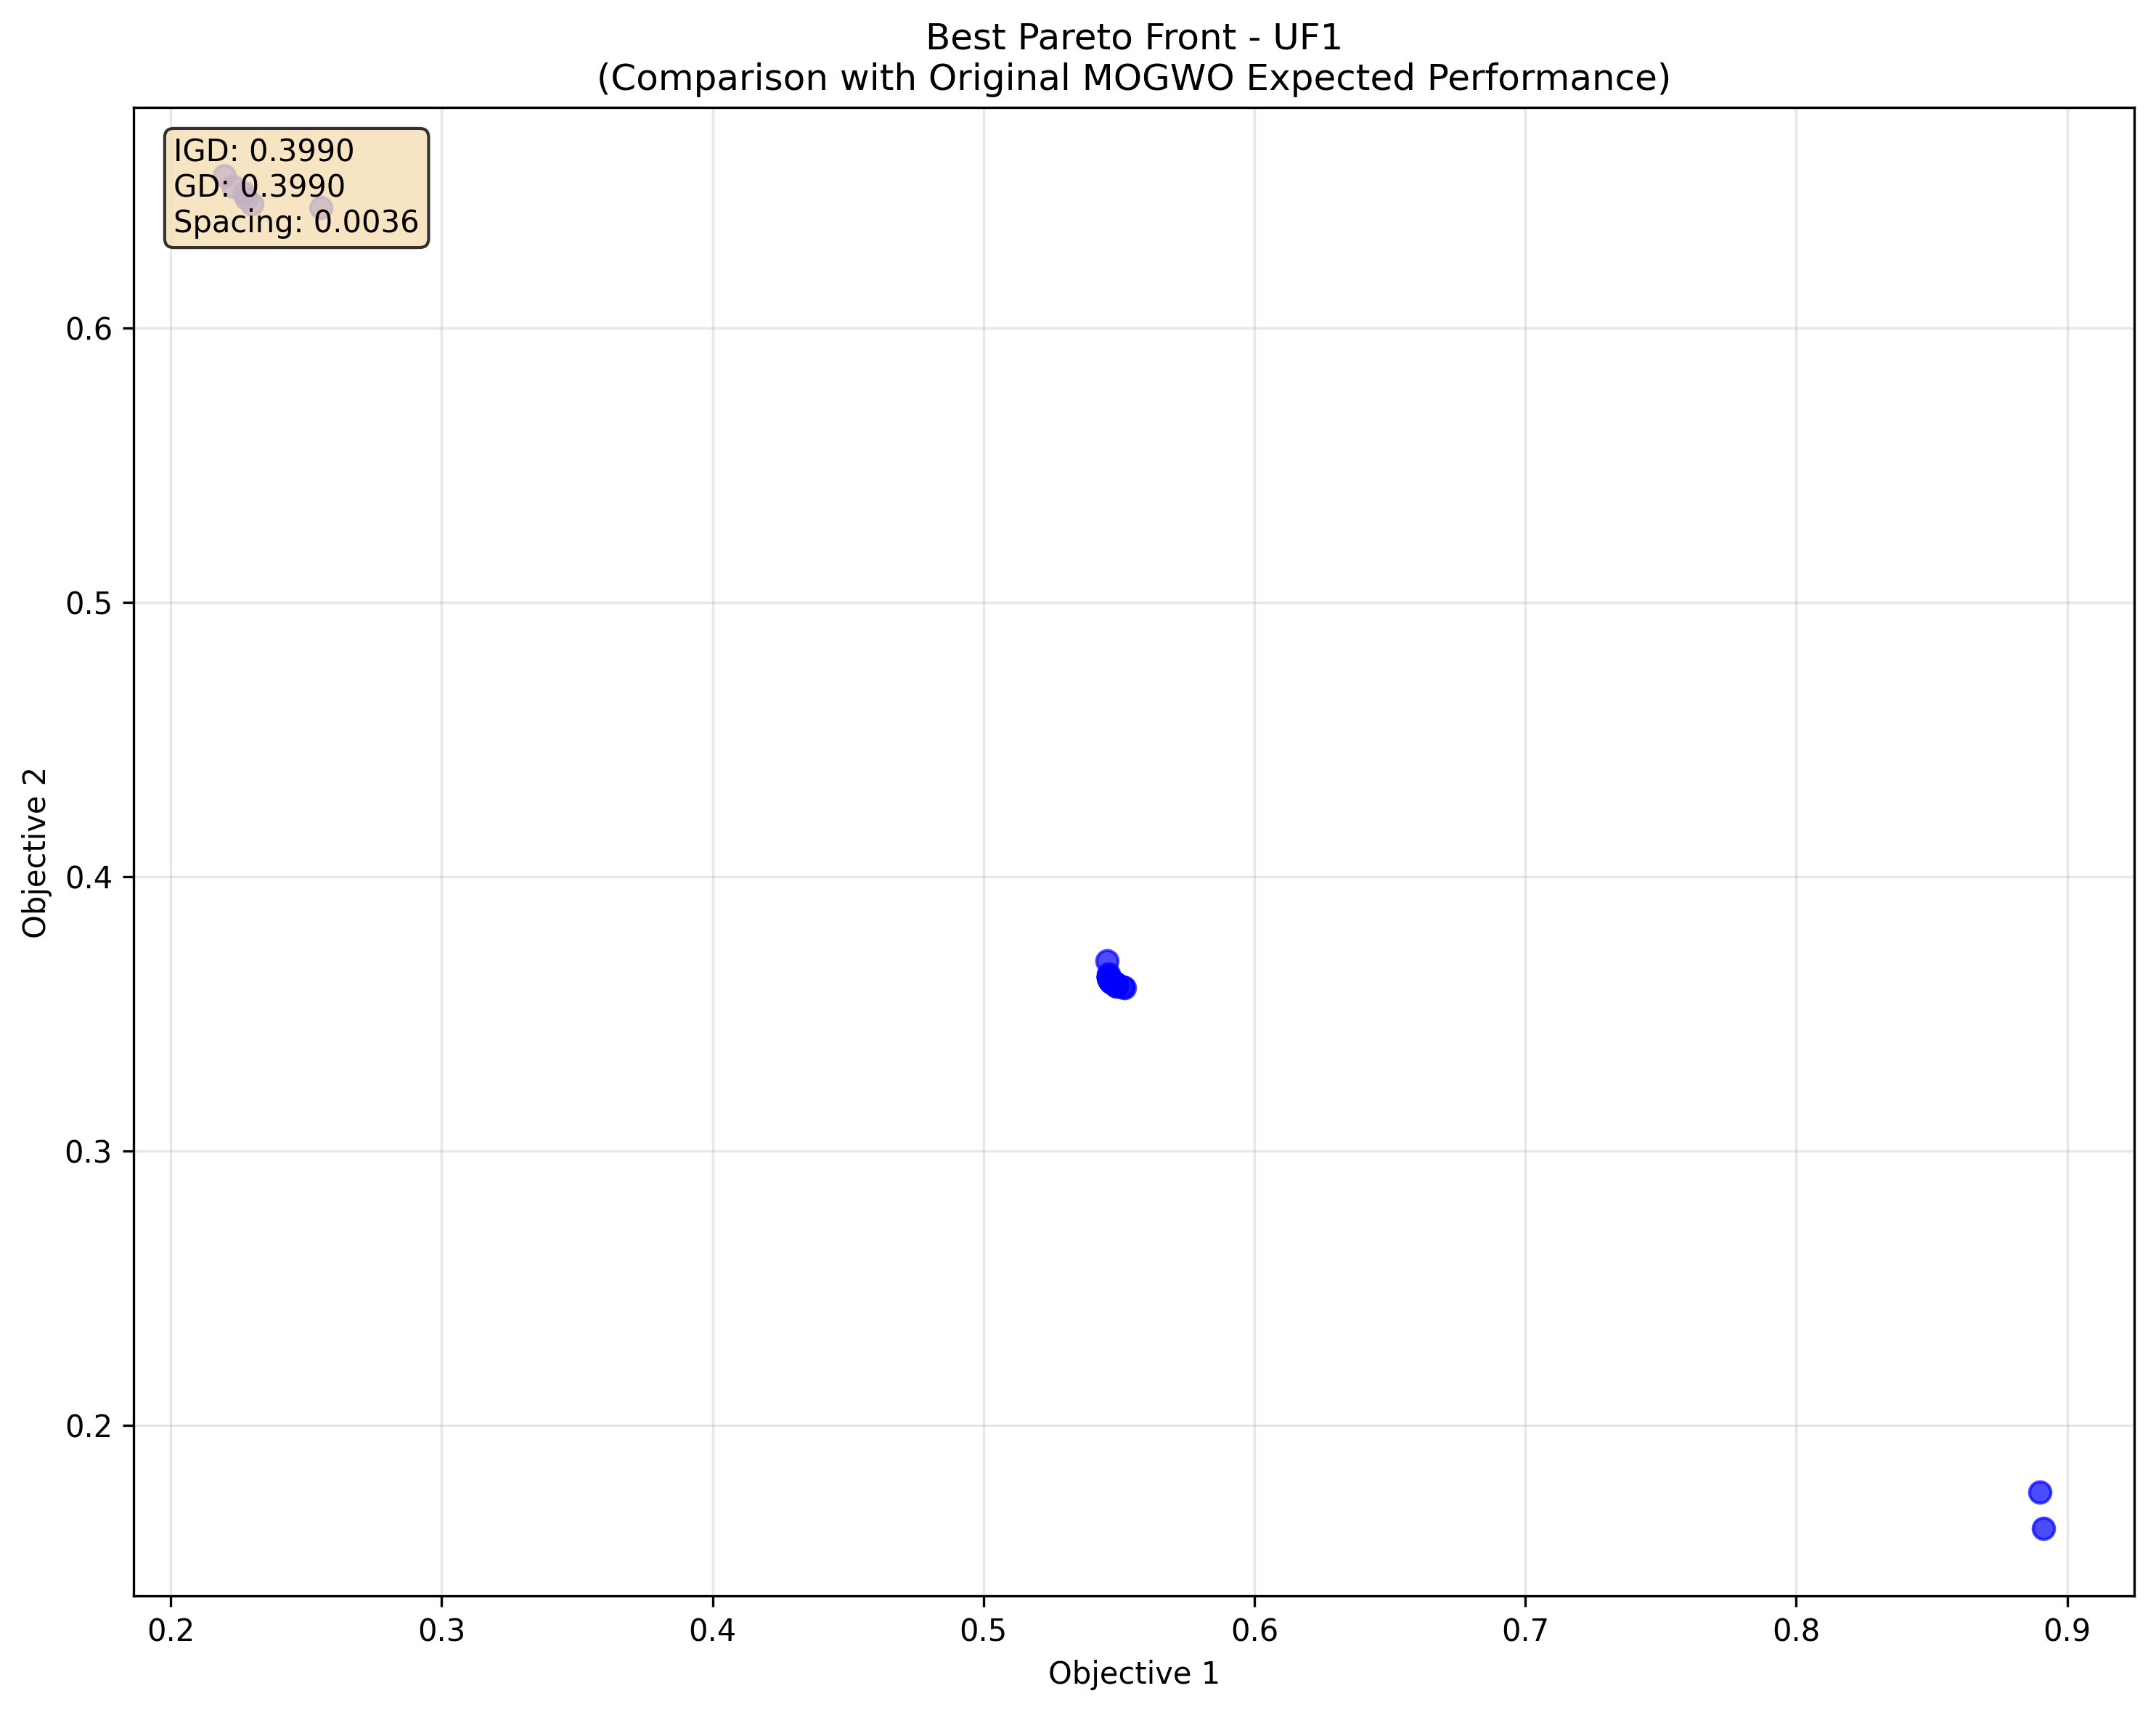 Best Pareto Front - UF1
(Comparison with Original MOGWO Expected Performance)
IGD: 0.3990
GD: 0.3990
Spacing: 0.0036
0.6
0.5
0.4
0.3
0.2
Objective 2
0.2 0.3 0.4 0.5 0.6 0.7 0.8 0.9
Objective 1